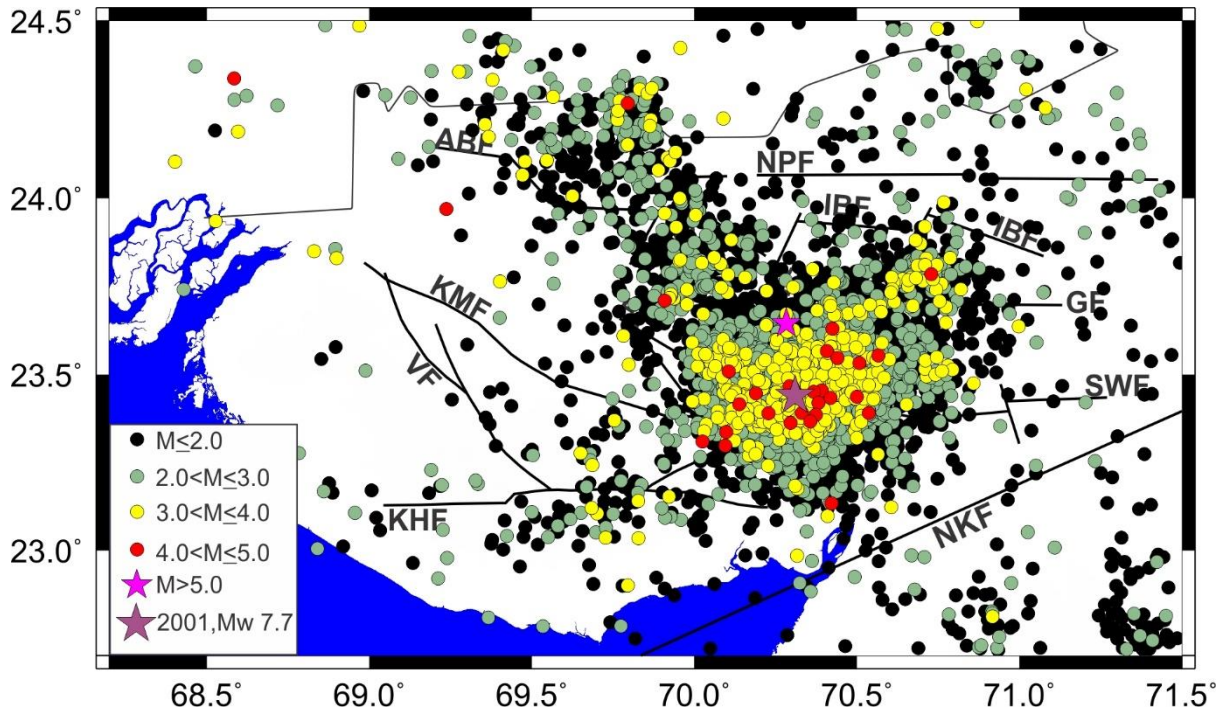 24.5°
24.0°
23.5°
23.0°
ABF
NPF
IBF
IBF
KMF
GF
VF
SWF
KHF
NKF
M≤2.0
2.0<M≤3.0
3.0<M≤4.0
4.0<M≤5.0
M>5.0
2001,Mw 7.7
68.5° 69.0° 69.5° 70.0° 70.5° 71.0° 71.5°